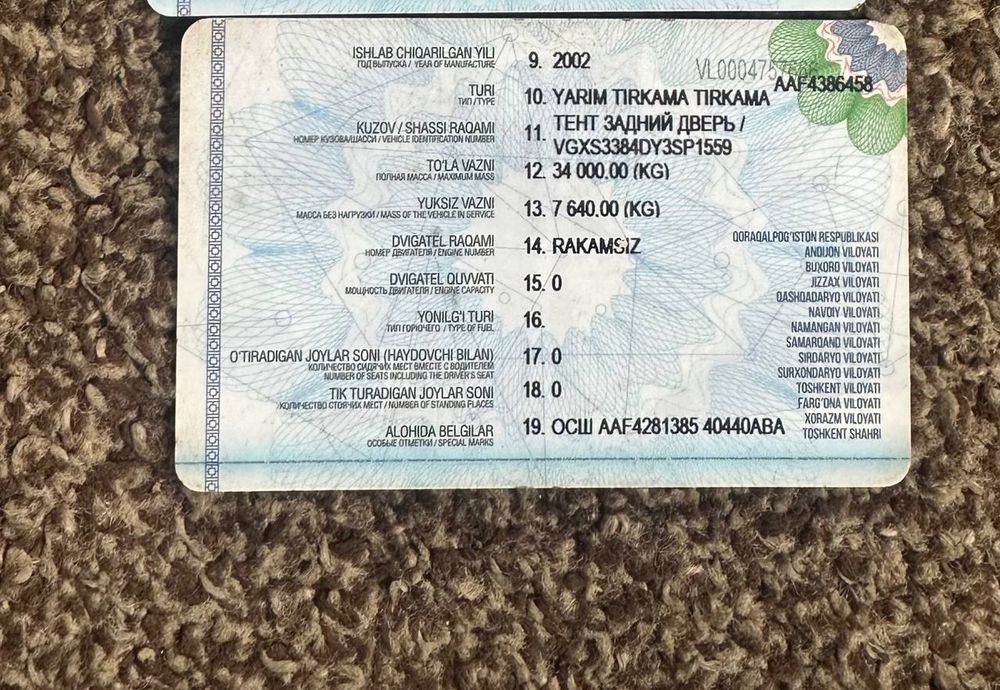 ISHLAB CHIQARILGAN YILI 9. 2002
ГОД ВЫПУСКА / YEAR OF MANUFACTURE
AAF4386458
TURI 10. YARIM TIRKAMA TIRKAMA
ТИП / TYPE
KUZOV / SHASSI RAQAMI 11. ТЕНТ ЗАДНИЙ ДВЕРЬ /
НОМЕР КУЗОВА/ШАССИ / VEHICLE IDENTIFICATION NUMBER VGXS3384DY3SP1559
TO'LA VAZNI 12. 34 000.00 (KG)
ПОЛНАЯ МАССА / MAXIMUM MASS
YUKSIZ VAZNI 13. 7 640.00 (KG)
МАССА БЕЗ НАГРУЗКИ / MASS OF THE VEHICLE IN SERVICE
DVIGATEL RAQAMI 14. RAKAMSIZ
НОМЕР ДВИГАТЕЛЯ / ENGINE NUMBER
DVIGATEL QUVVATI 15. 0
МОЩНОСТЬ ДВИГАТЕЛЯ / ENGINE CAPACITY
YONILG'I TURI 16.
ТИП ГОРЮЧЕГО / TYPE OF FUEL
O'TIRADIGAN JOYLAR SONI (HAYDOVCHI BILAN) 17. 0
КОЛИЧЕСТВО СИДЯЧИХ МЕСТ ВМЕСТЕ С ВОДИТЕЛЕМ
NUMBER OF SEATS INCLUDING THE DRIVER'S SEAT
TIK TURADIGAN JOYLAR SONI 18. 0
КОЛИЧЕСТВО СТОЯЧИХ МЕСТ / NUMBER OF STANDING PLACES
ALOHIDA BELGILAR 19. ОСШ AAF4281385 40440ABA
ОСОБЫЕ ОТМЕТКИ / SPECIAL MARKS
QORAQALPOG'ISTON RESPUBLIKASI
ANDIJON VILOYATI
BUXORO VILOYATI
JIZZAX VILOYATI
QASHQADARYO VILOYATI
NAVOIY VILOYATI
NAMANGAN VILOYATI
SAMARQAND VILOYATI
SIRDARYO VILOYATI
SURXONDARYO VILOYATI
TOSHKENT VILOYATI
FARG'ONA VILOYATI
XORAZM VILOYATI
TOSHKENT SHAHRI